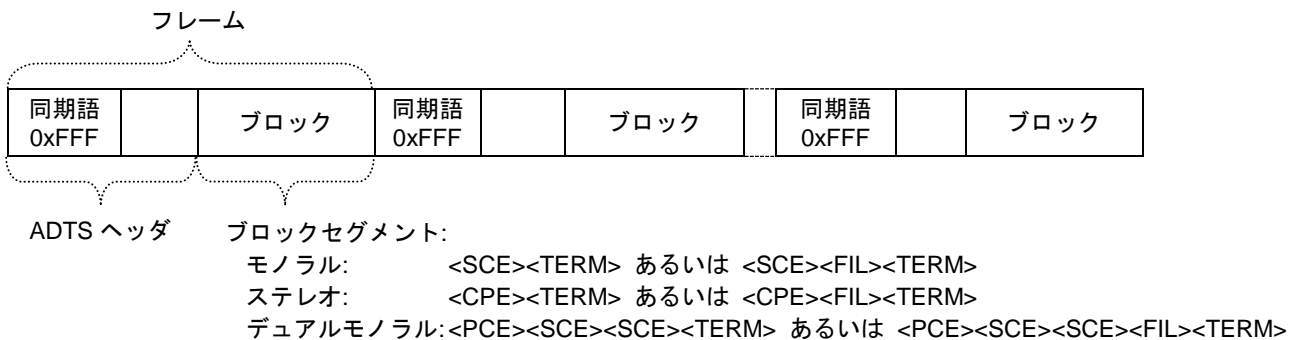 フレーム
同期語 0xFFF ブロック 同期語 0xFFF ブロック 同期語 0xFFF ブロック
ADTS ヘッダ ブロックセグメント:
モノラル: <SCE><TERM> あるいは <SCE><FIL><TERM>
ステレオ: <CPE><TERM> あるいは <CPE><FIL><TERM>
デュアルモノラル: <PCE><SCE><SCE><TERM> あるいは <PCE><SCE><SCE><FIL><TERM>